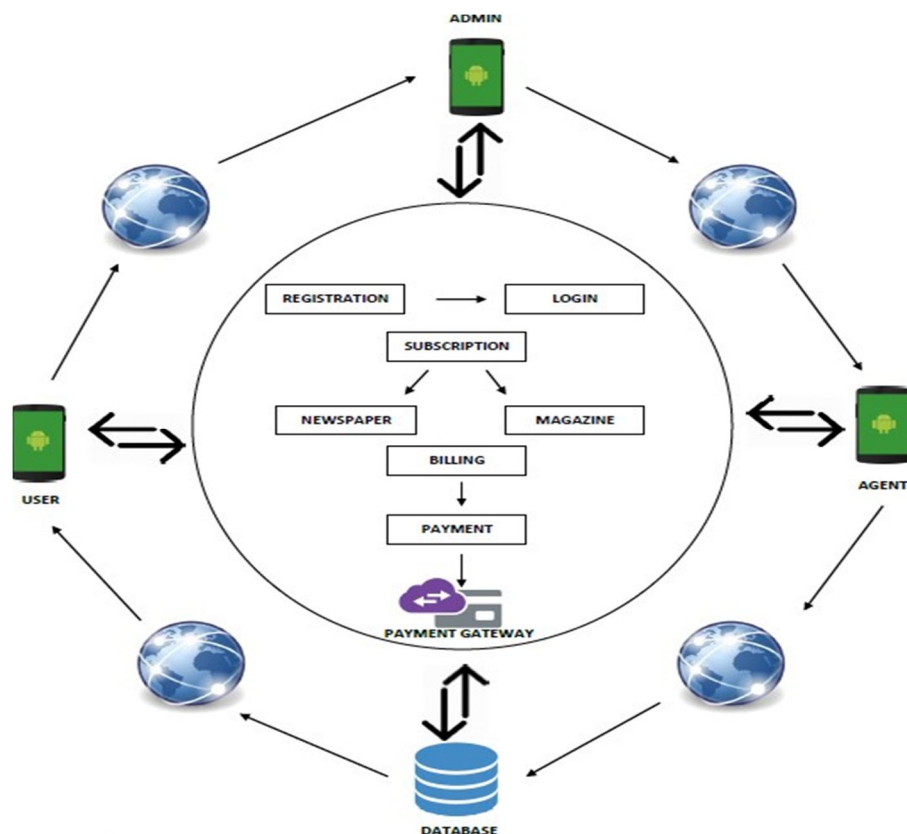 ADMIN
REGISTRATION
LOGIN
SUBSCRIPTION
NEWSPAPER
MAGAZINE
BILLING
USER
AGENT
PAYMENT
PAYMENT GATEWAY
DATABASE